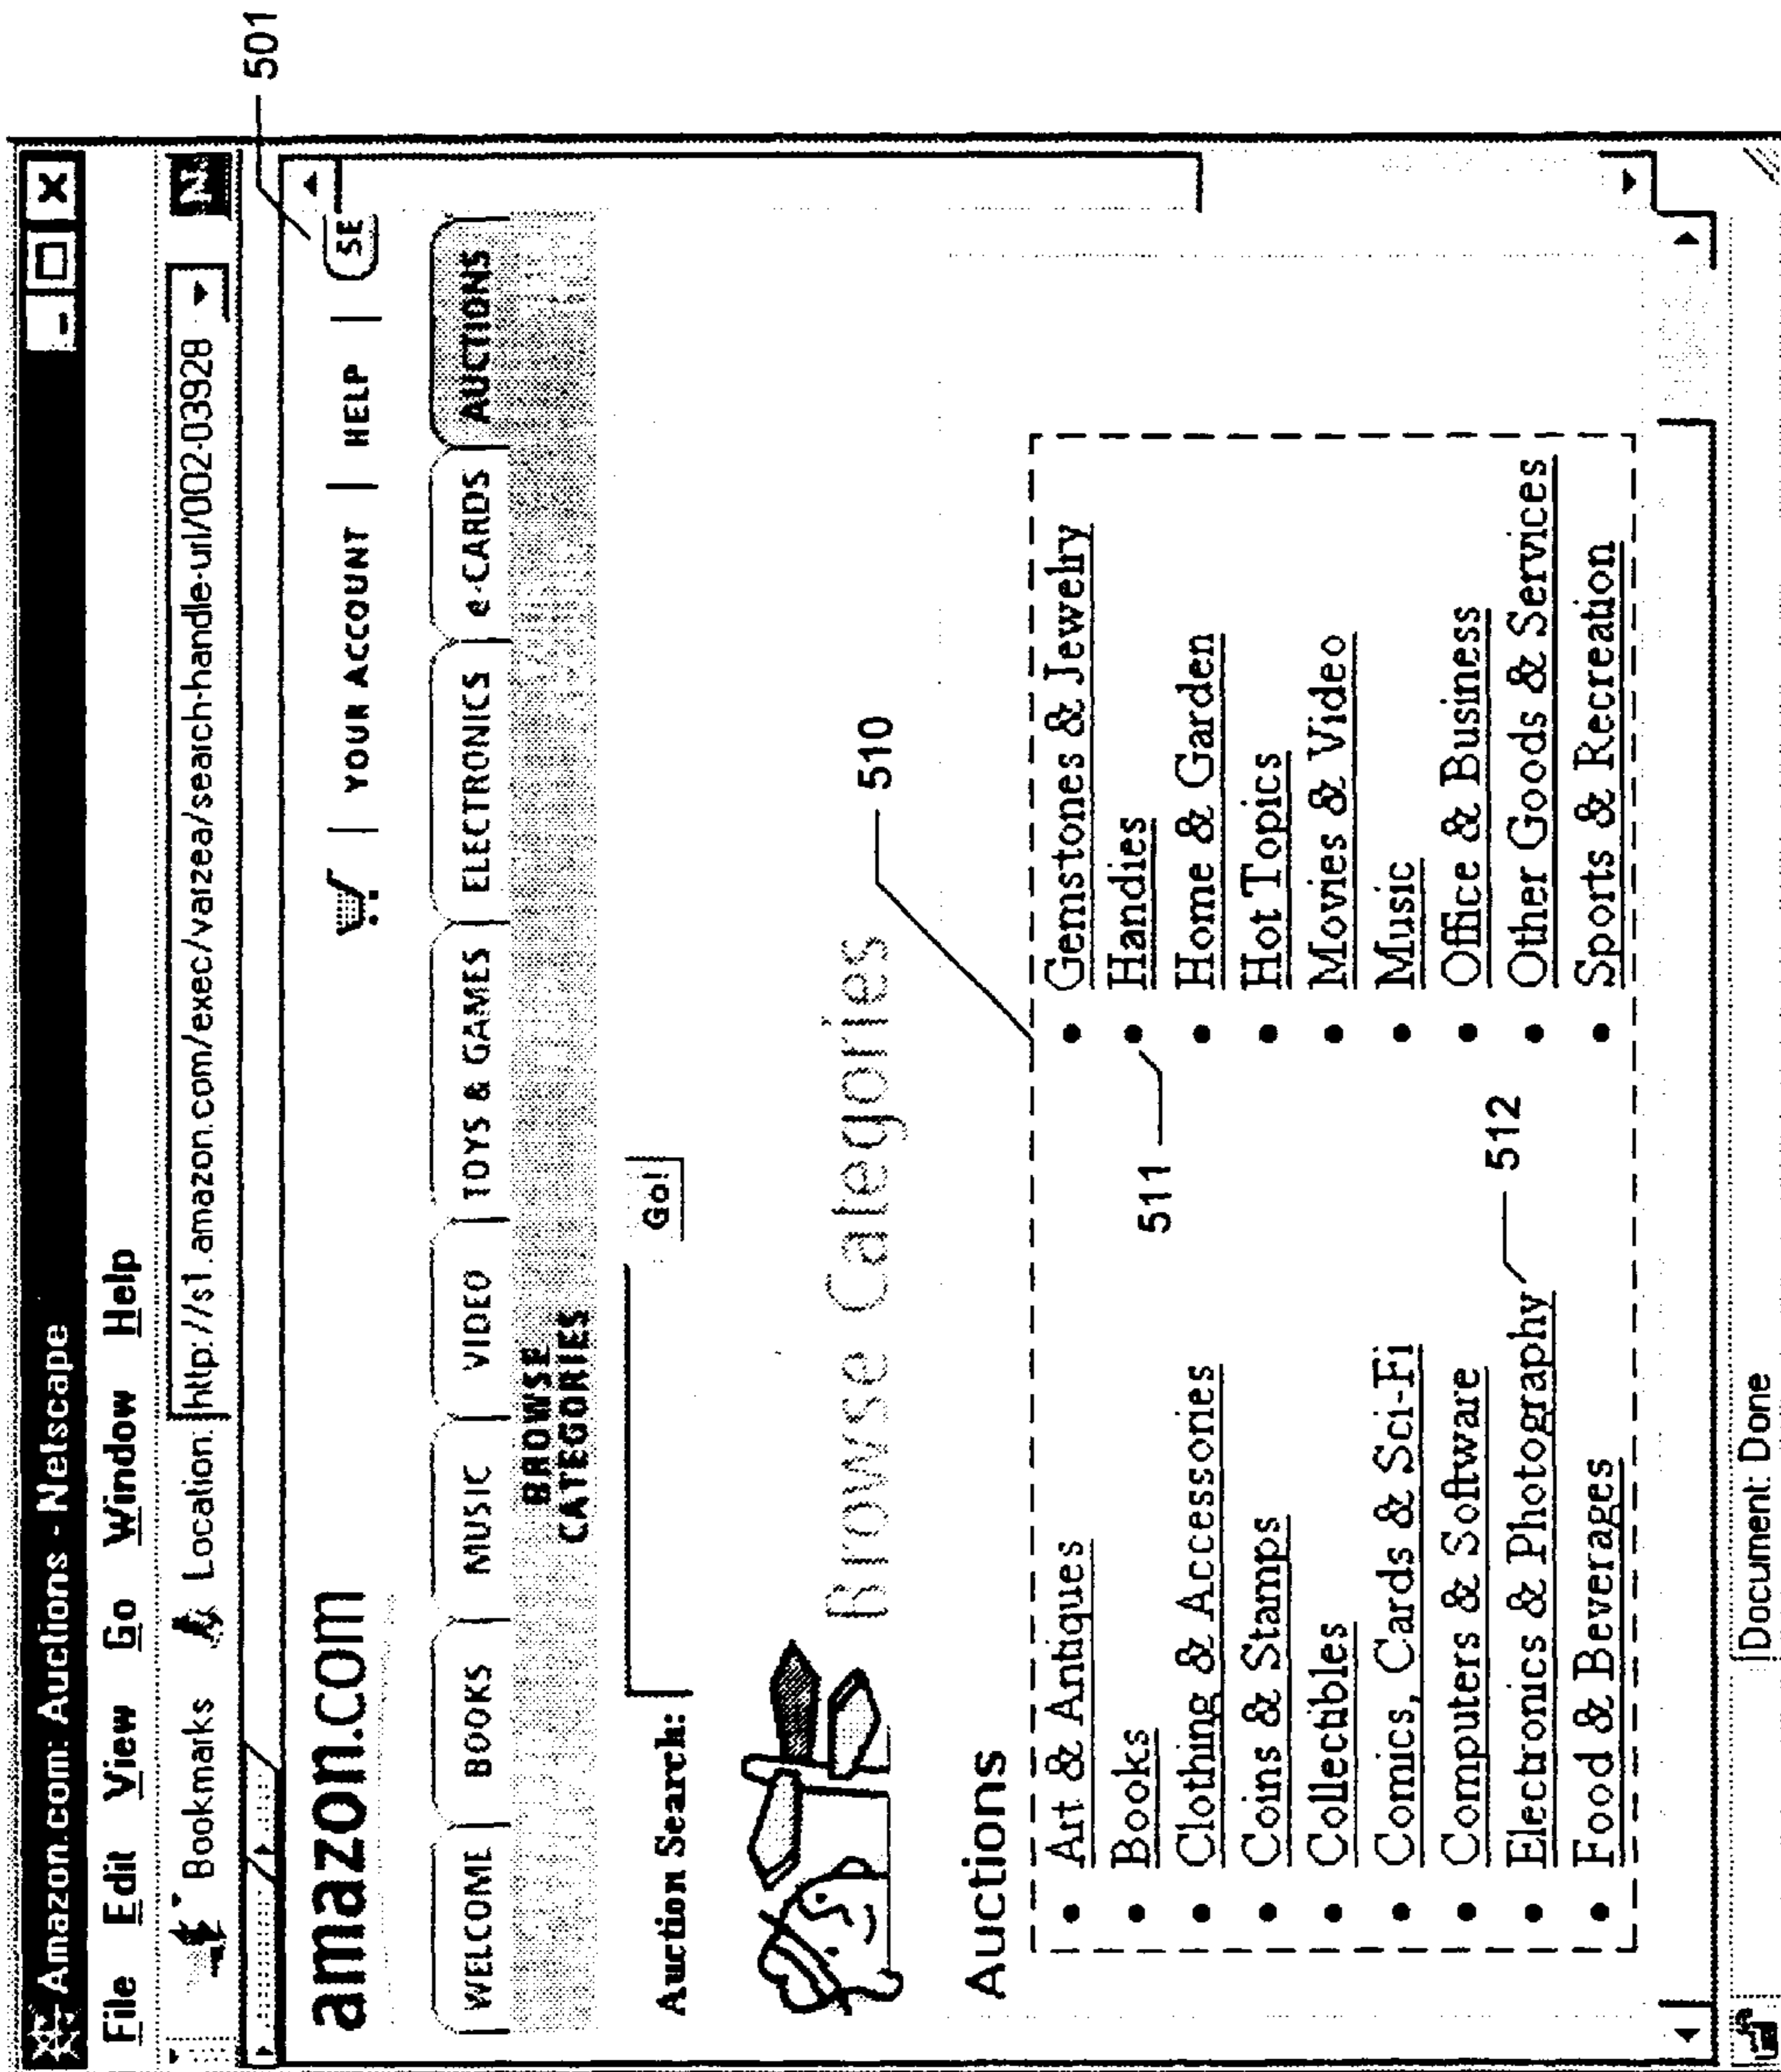 Amazon.com: Auctions - Netscape
File Edit View Go Window Help
Bookmarks Location: http://s1.amazon.com/exec/varzea/search-handle-url/002-03928 N
501
amazon.com YOUR ACCOUNT | HELP | SE
WELCOME BOOKS MUSIC VIDEO TOYS & GAMES ELECTRONICS e-CARDS AUCTIONS
BROWSE
CATEGORIES
Auction Search: Go!
Browse Categories
510
Auctions
• Art & Antiques
• Books
• Clothing & Accessories
• Coins & Stamps
• Collectibles
• Comics, Cards & Sci-Fi
• Computers & Software
• Electronics & Photography
• Food & Beverages
511
512
• Gemstones & Jewelry
• Handies
• Home & Garden
• Hot Topics
• Movies & Video
• Music
• Office & Business
• Other Goods & Services
• Sports & Recreation
Document: Done